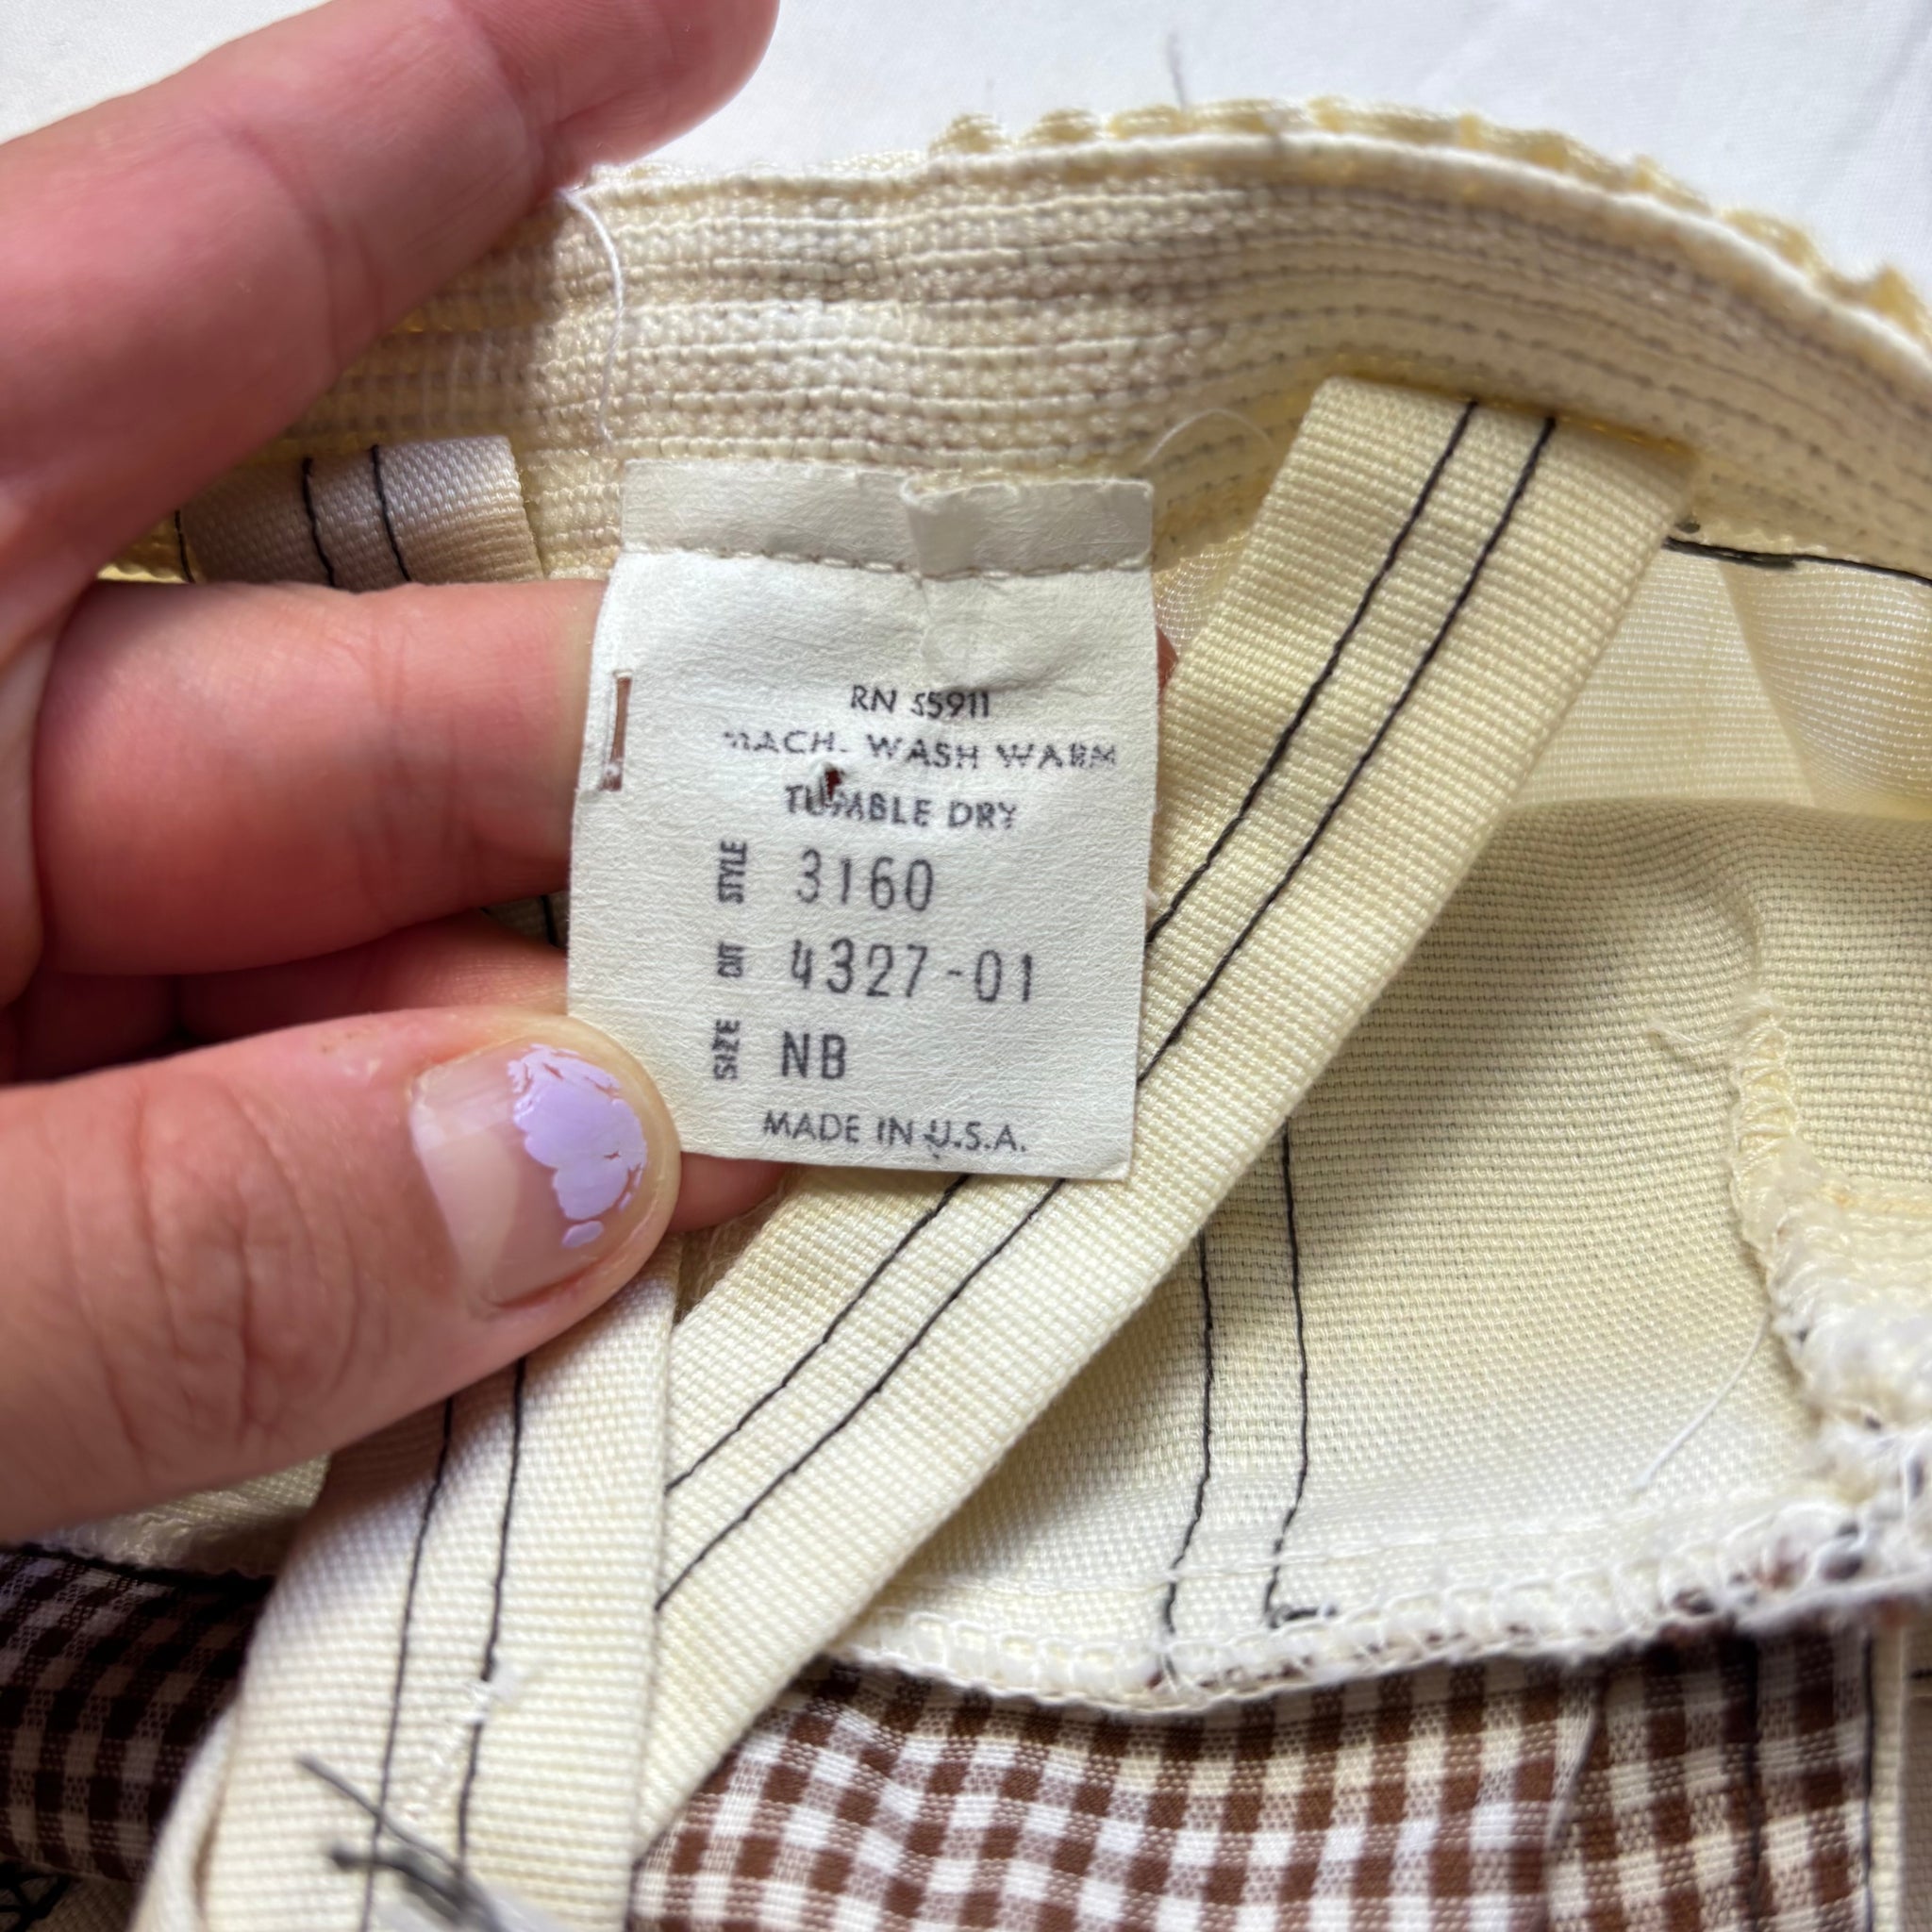 RN 55911
MACH. WASH WARM
TUMBLE DRY
STYLE 3160
CUT 4327-01
SIZE NB
MADE IN U.S.A.